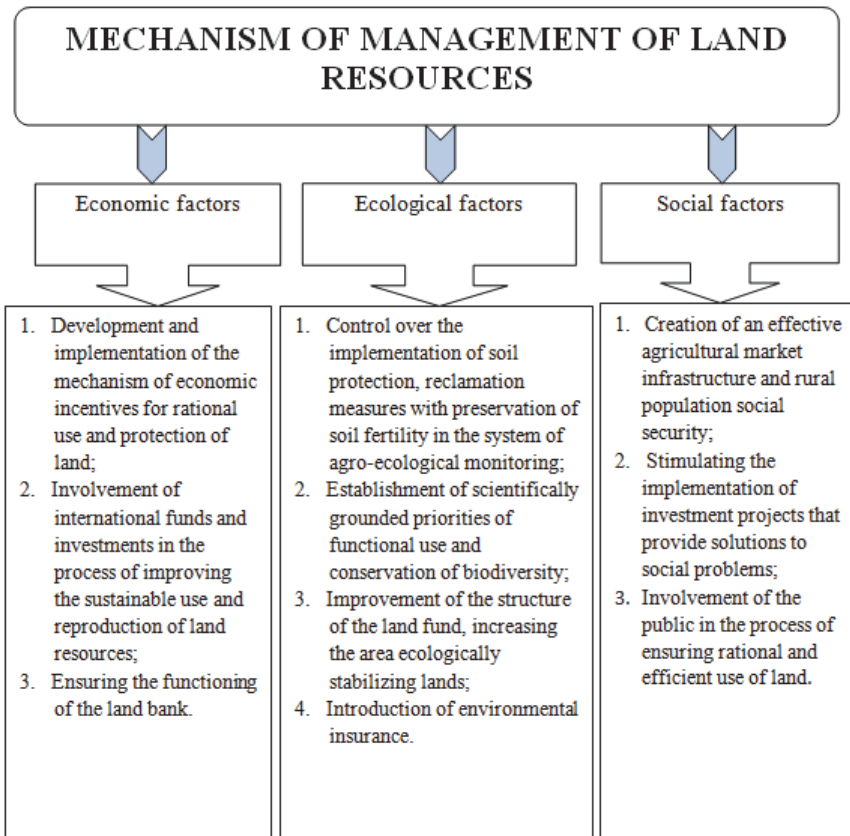 MECHANISM OF MANAGEMENT OF LAND
RESOURCES
Economic factors
1. Development and
implementation of the
mechanism of economic
incentives for rational
use and protection of
land;
2. Involvement of
international funds and
investments in the
process of improving
the sustainable use and
reproduction of land
resources;
3. Ensuring the functioning
of the land bank.
Ecological factors
1. Control over the
implementation of soil
protection, reclamation
measures with preservation of
soil fertility in the system of
agro-ecological monitoring;
2. Establishment of scientifically
grounded priorities of
functional use and
conservation of biodiversity;
3. Improvement of the structure
of the land fund, increasing
the area ecologically
stabilizing lands;
4. Introduction of environmental
insurance.
Social factors
1. Creation of an effective
agricultural market
infrastructure and rural
population social
security;
2. Stimulating the
implementation of
investment projects that
provide solutions to
social problems;
3. Involvement of the
public in the process of
ensuring rational and
efficient use of land.